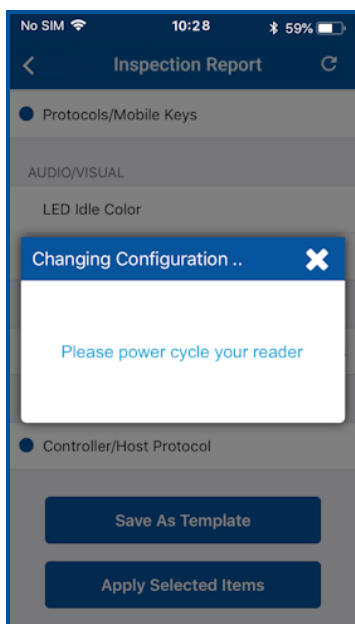 No SIM 10:28 59%
Inspection Report
Protocols/Mobile Keys
AUDIO/VISUAL
LED Idle Color
Changing Configuration ..
Please power cycle your reader
Controller/Host Protocol
Save As Template
Apply Selected Items